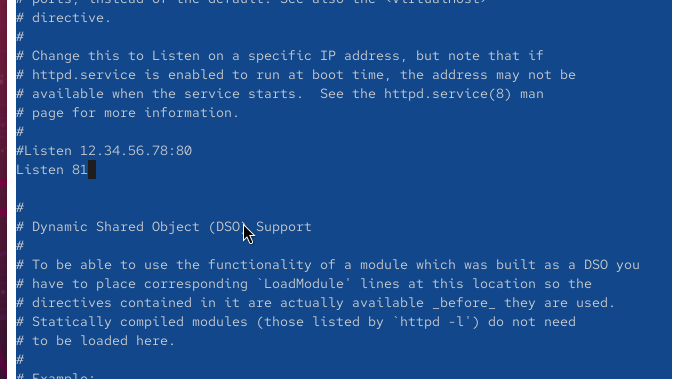 # ports, instead of the default. See also the <VirtualHost>
# directive.
#
# Change this to Listen on a specific IP address, but note that if
# httpd.service is enabled to run at boot time, the address may not be
# available when the service starts.  See the httpd.service(8) man
# page for more information.
#
#Listen 12.34.56.78:80
Listen 81
#
# Dynamic Shared Object (DSO) Support
#
# To be able to use the functionality of a module which was built as a DSO you
# have to place corresponding `LoadModule' lines at this location so the
# directives contained in it are actually available _before_ they are used.
# Statically compiled modules (those listed by `httpd -l') do not need
# to be loaded here.
#
# Example: